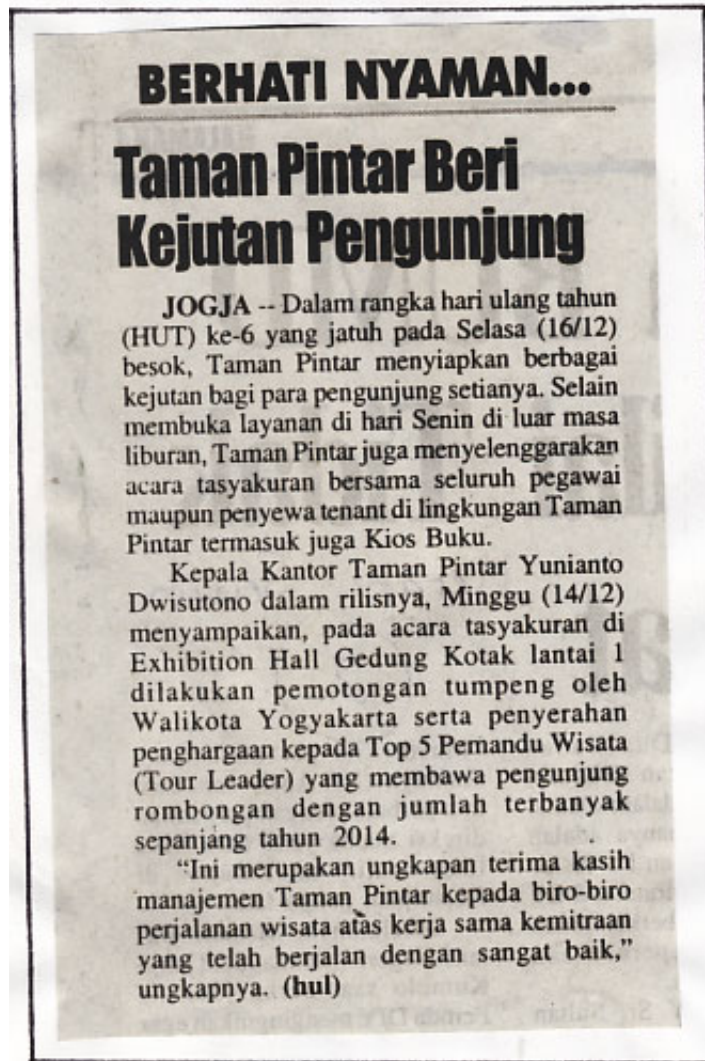 BERHATI NYAMAN...
Taman Pintar Beri
Kejutan Pengunjung
JOGJA -- Dalam rangka hari ulang tahun
(HUT) ke-6 yang jatuh pada Selasa (16/12)
besok, Taman Pintar menyiapkan berbagai
kejutan bagi para pengunjung setianya. Selain
membuka layanan di hari Senin di luar masa
liburan, Taman Pintar juga menyelenggarakan
acara tasyakuran bersama seluruh pegawai
maupun penyewa tenant di lingkungan Taman
Pintar termasuk juga Kios Buku.
Kepala Kantor Taman Pintar Yunianto
Dwisutono dalam rilisnya, Minggu (14/12)
menyampaikan, pada acara tasyakuran di
Exhibition Hall Gedung Kotak lantai 1
dilakukan pemotongan tumpeng oleh
Walikota Yogyakarta serta penyerahan
penghargaan kepada Top 5 Pemandu Wisata
(Tour Leader) yang membawa pengunjung
rombongan dengan jumlah terbanyak
sepanjang tahun 2014.
“Ini merupakan ungkapan terima kasih
manajemen Taman Pintar kepada biro-biro
perjalanan wisata atas kerja sama kemitraan
yang telah berjalan dengan sangat baik,”
ungkapnya. (hul)